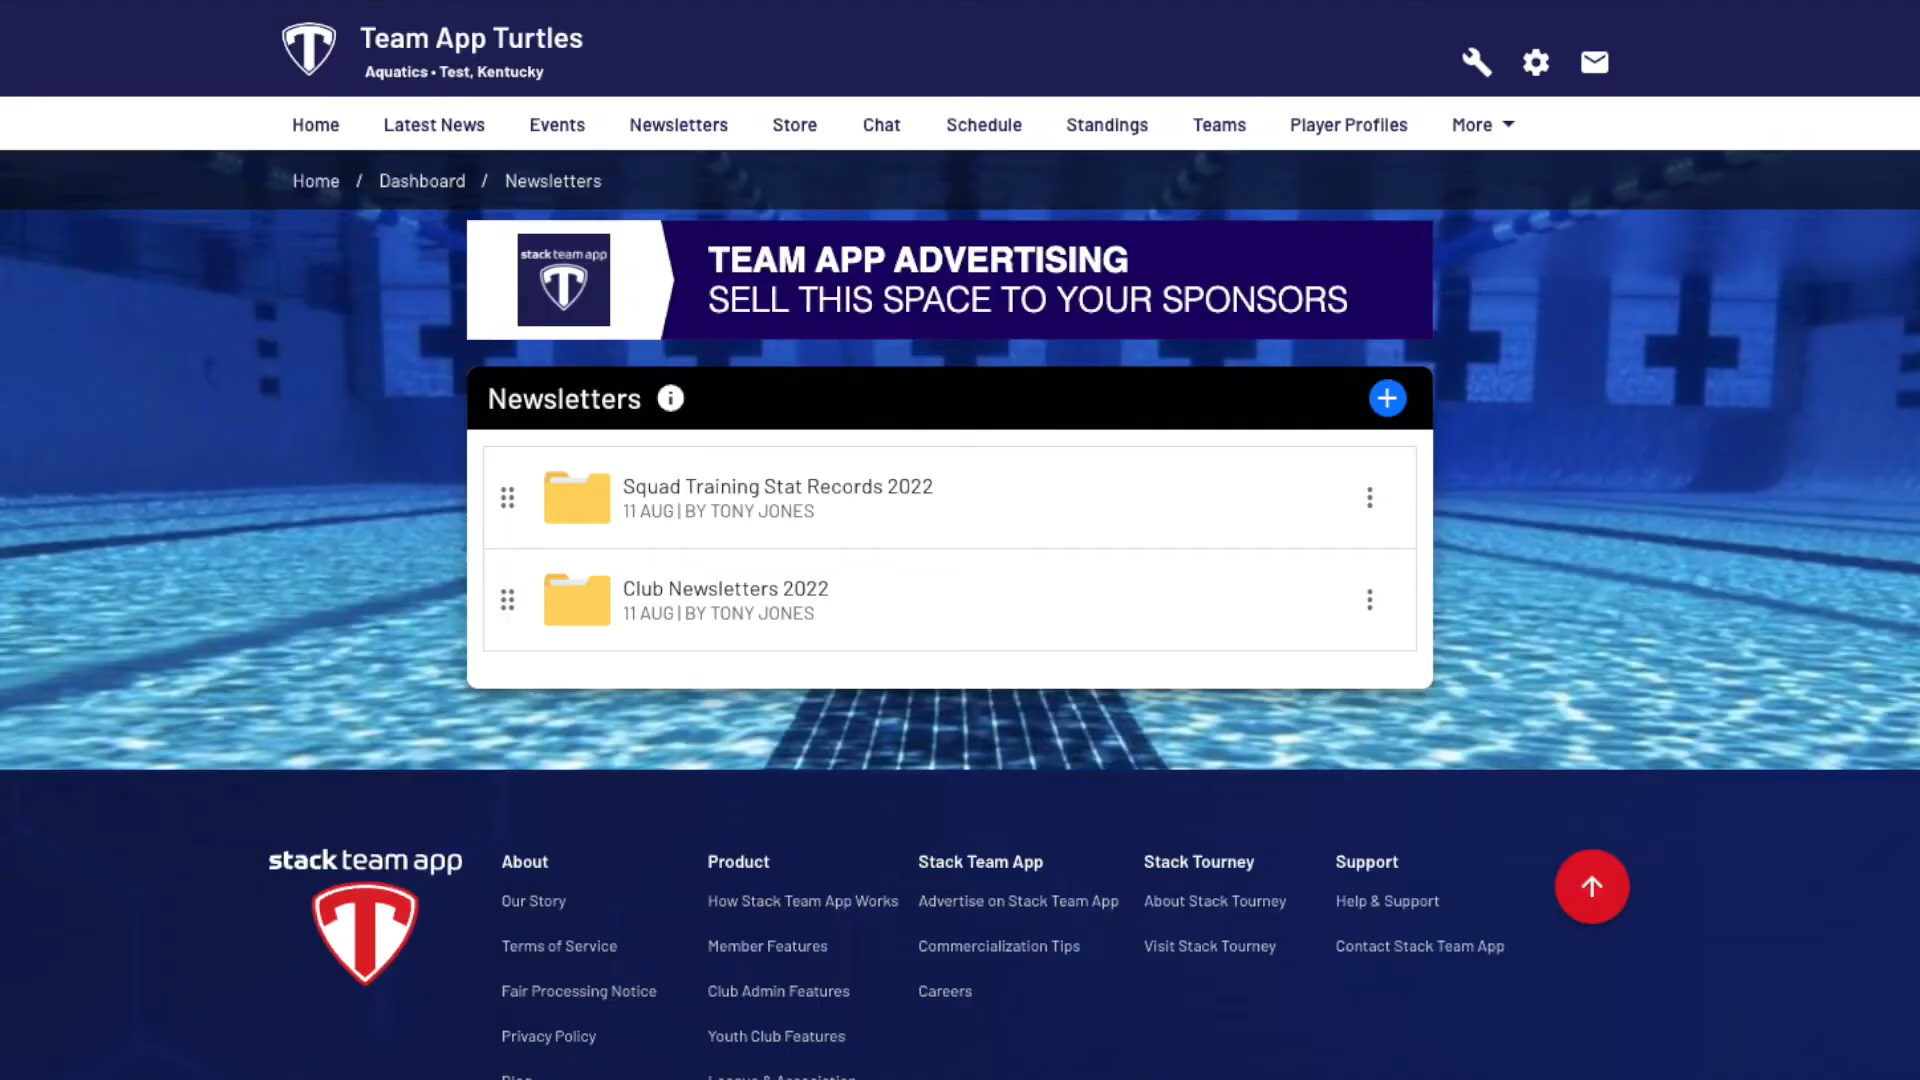 Team App Turtles
Aquatics • Test, Kentucky
Home Latest News Events Newsletters Store Chat Schedule Standings Teams Player Profiles More
Home / Dashboard / Newsletters
stack team app
TEAM APP ADVERTISING
SELL THIS SPACE TO YOUR SPONSORS
Newsletters
Squad Training Stat Records 2022
11 AUG | BY TONY JONES
Club Newsletters 2022
11 AUG | BY TONY JONES
stack team app
About
Our Story
Terms of Service
Fair Processing Notice
Privacy Policy
Product
How Stack Team App Works
Member Features
Club Admin Features
Youth Club Features
Stack Team App
Advertise on Stack Team App
Commercialization Tips
Careers
Stack Tourney
About Stack Tourney
Visit Stack Tourney
Support
Help & Support
Contact Stack Team App